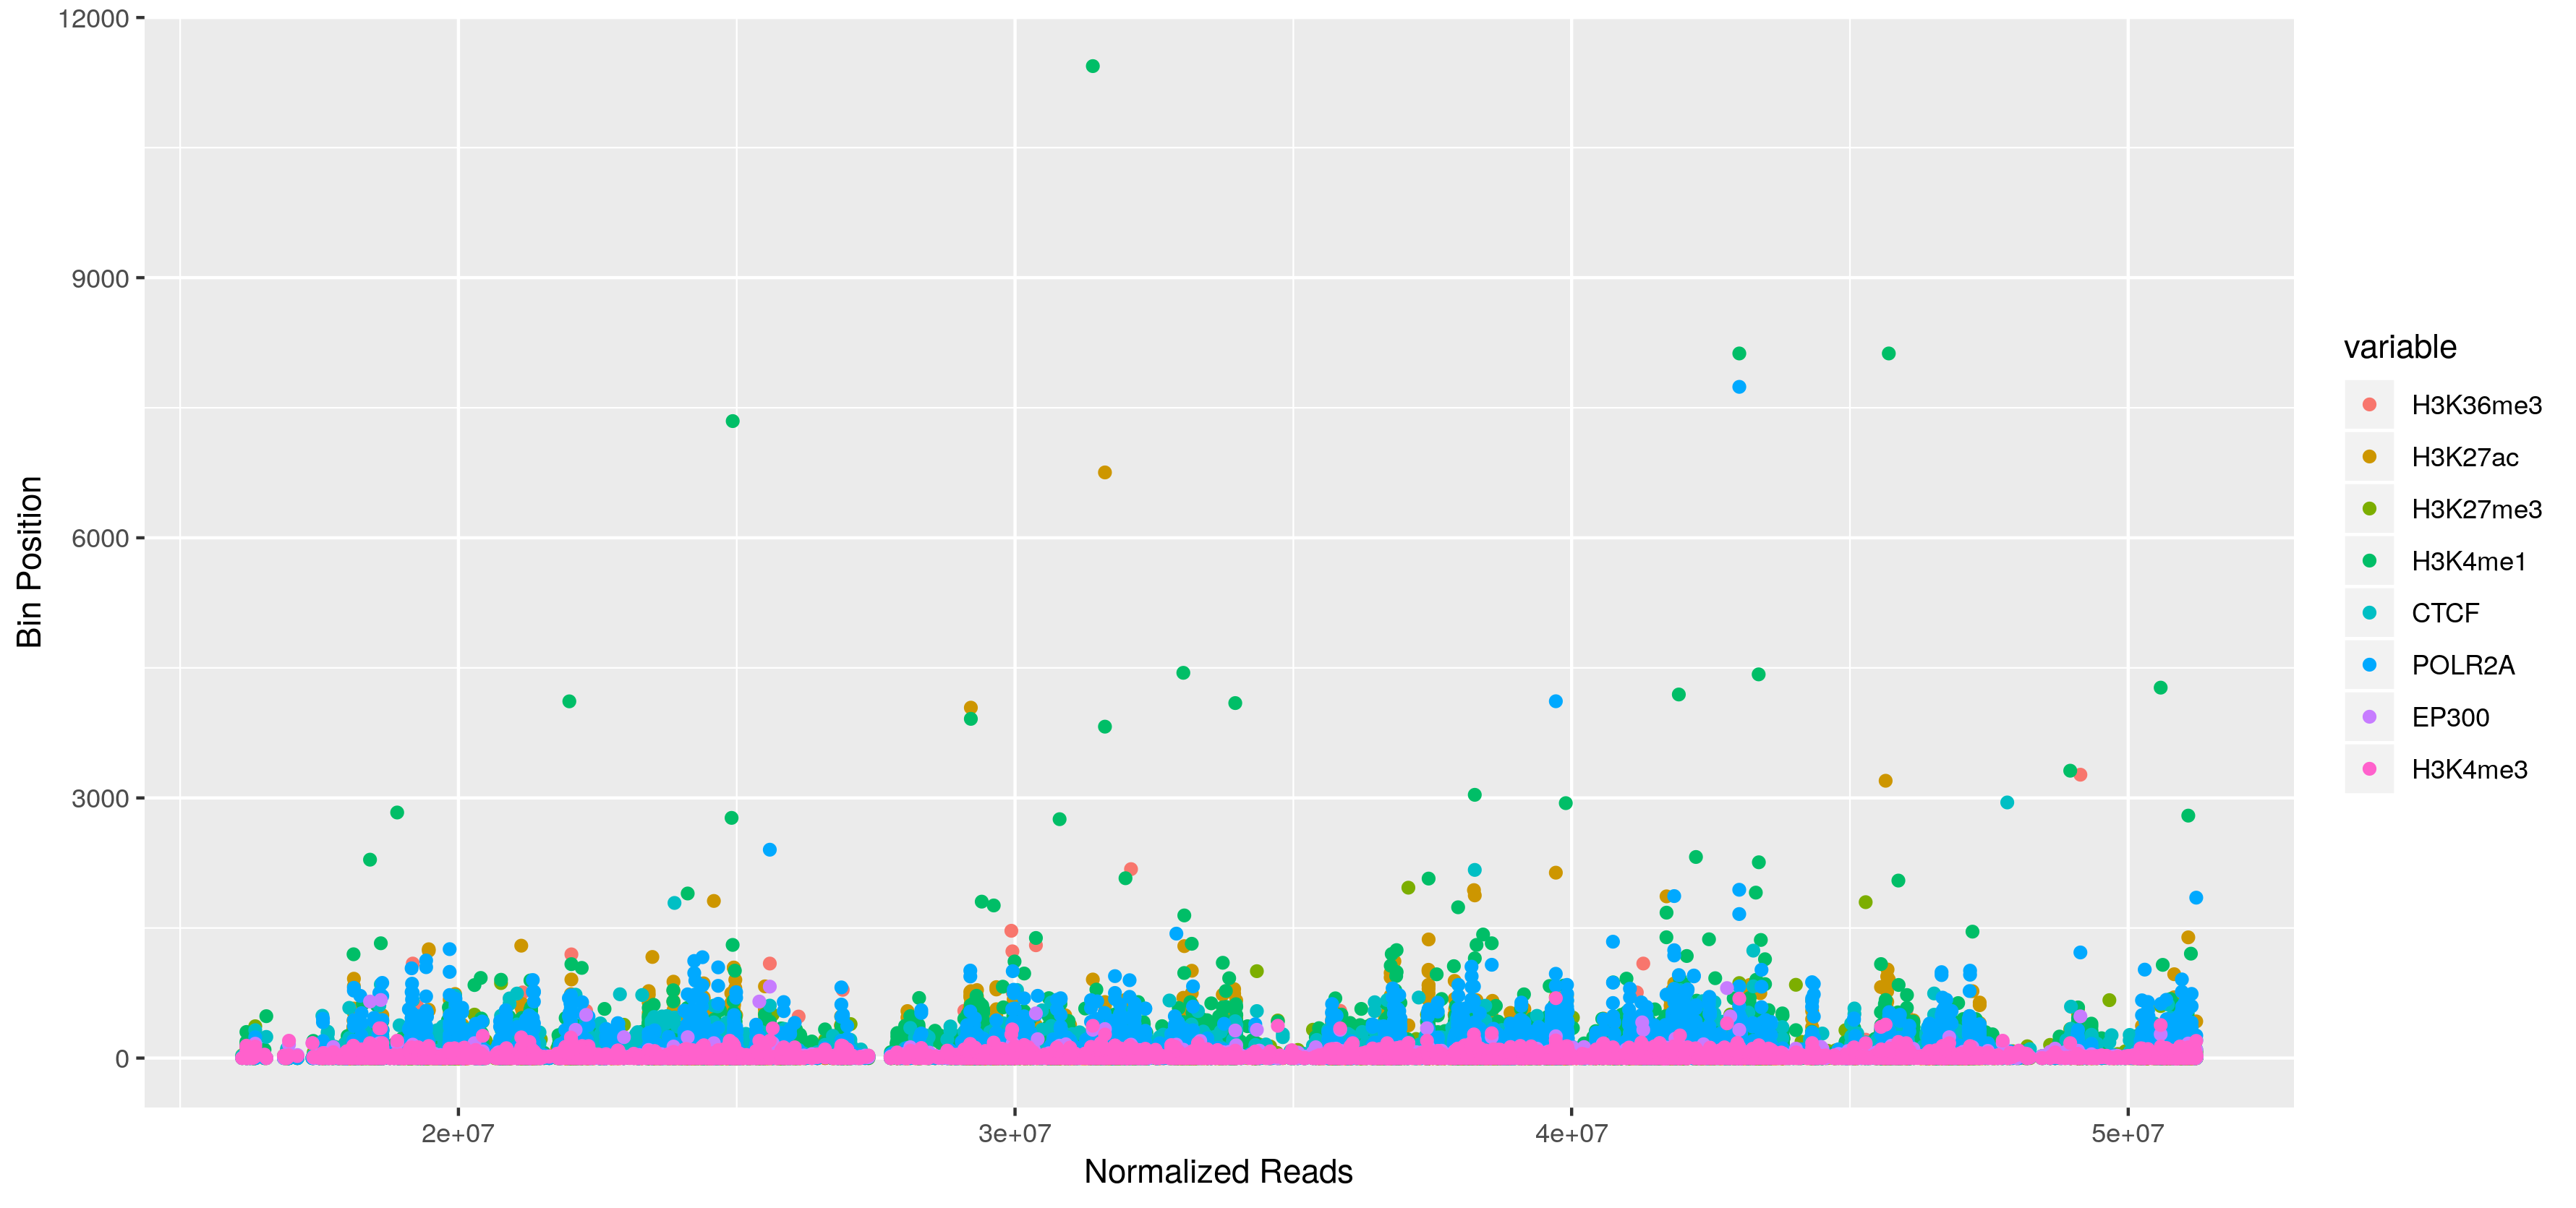 12000
9000
6000
3000
0
Bin Position
2e+07
3e+07
4e+07
5e+07
Normalized Reads
variable
H3K36me3
H3K27ac
H3K27me3
H3K4me1
CTCF
POLR2A
EP300
H3K4me3